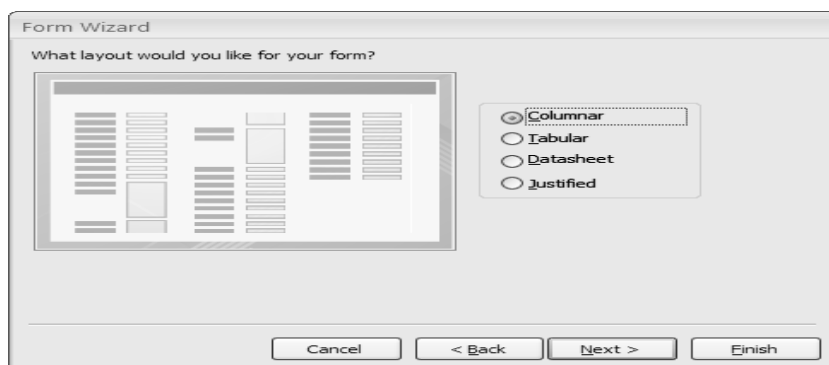 Form Wizard
What layout would you like for your form?
Columnar
Tabular
Datasheet
Justified
Cancel
< Back
Next >
Finish